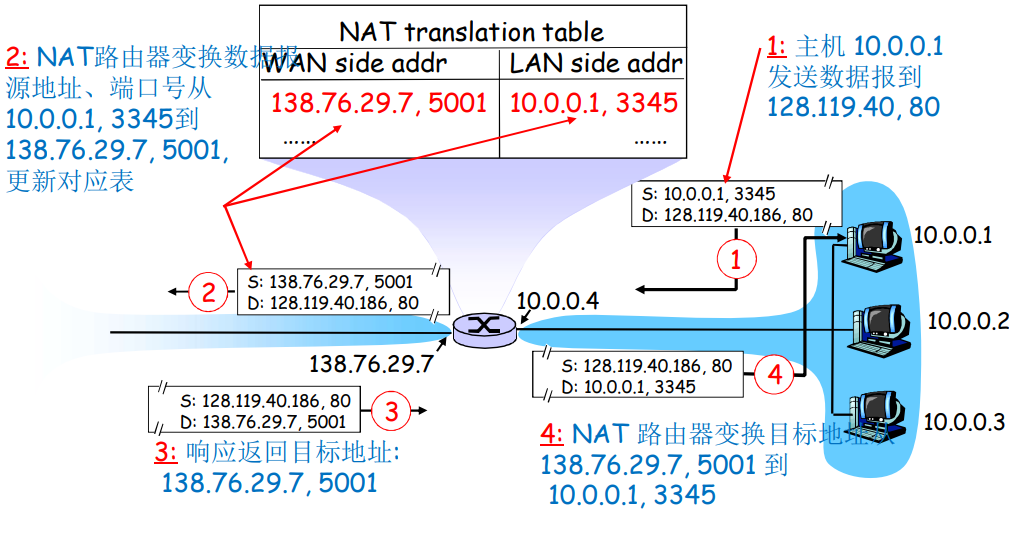 NAT translation table
WAN side addr LAN side addr
138.76.29.7, 5001 10.0.0.1, 3345
…… ……
2: NAT路由器变换数据报
源地址、端口号从
10.0.0.1, 3345到
138.76.29.7, 5001,
更新对应表
1: 主机 10.0.0.1
发送数据报到
128.119.40, 80
S: 10.0.0.1, 3345
D: 128.119.40.186, 80
1
10.0.0.1
S: 138.76.29.7, 5001
D: 128.119.40.186, 80
2
10.0.0.4
10.0.0.2
138.76.29.7
S: 128.119.40.186, 80
D: 10.0.0.1, 3345
4
S: 128.119.40.186, 80
D: 138.76.29.7, 5001
3
10.0.0.3
3: 响应返回目标地址:
138.76.29.7, 5001
4: NAT 路由器变换目标地址从
138.76.29.7, 5001 到
10.0.0.1, 3345